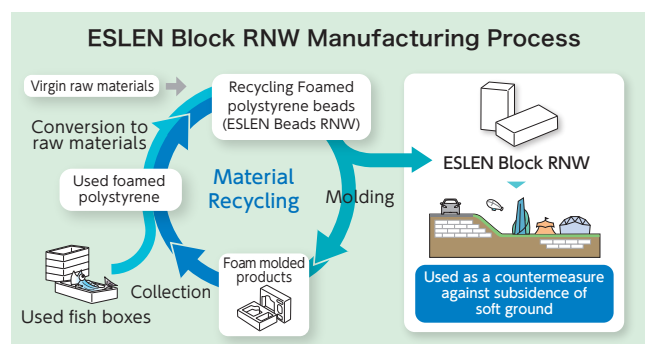 ESLEN Block RNW Manufacturing Process
Virgin raw materials
Recycling Foamed
polystyrene beads
(ESLEN Beads RNW)
Conversion to
raw materials
Used foamed
polystyrene
Material
Recycling
Molding
ESLEN Block RNW
Foam molded
products
Collection
Used fish boxes
Used as a countermeasure
against subsidence of
soft ground